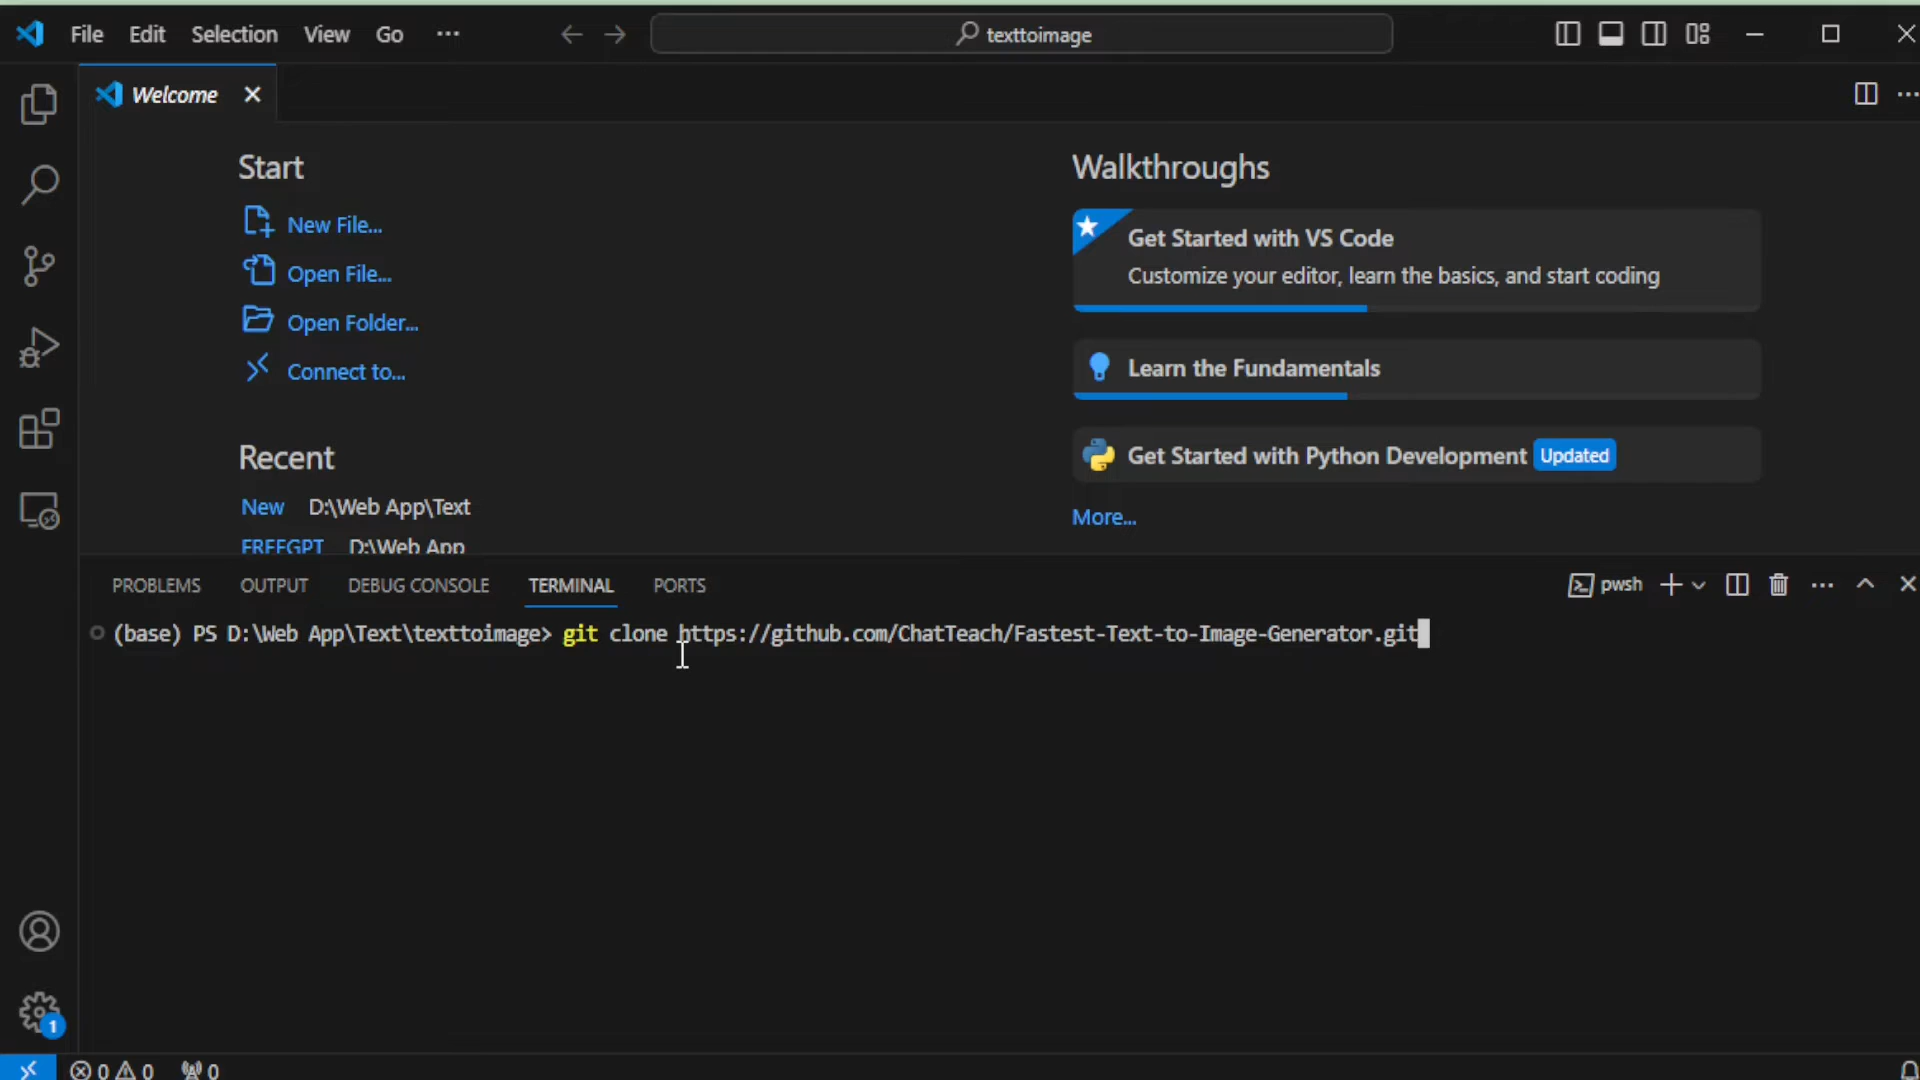 File Edit Selection View Go ··· texttoimage
Welcome
Start
New File...
Open File...
Open Folder...
Connect to...
Recent
New D:\Web App\Text
FREEGPT D:\Web App
Walkthroughs
Get Started with VS Code
Customize your editor, learn the basics, and start coding
Learn the Fundamentals
Get Started with Python Development Updated
More...
PROBLEMS OUTPUT DEBUG CONSOLE TERMINAL PORTS pwsh
(base) PS D:\Web App\Text\texttoimage> git clone https://github.com/ChatTeach/Fastest-Text-to-Image-Generator.git
1
0 0 0